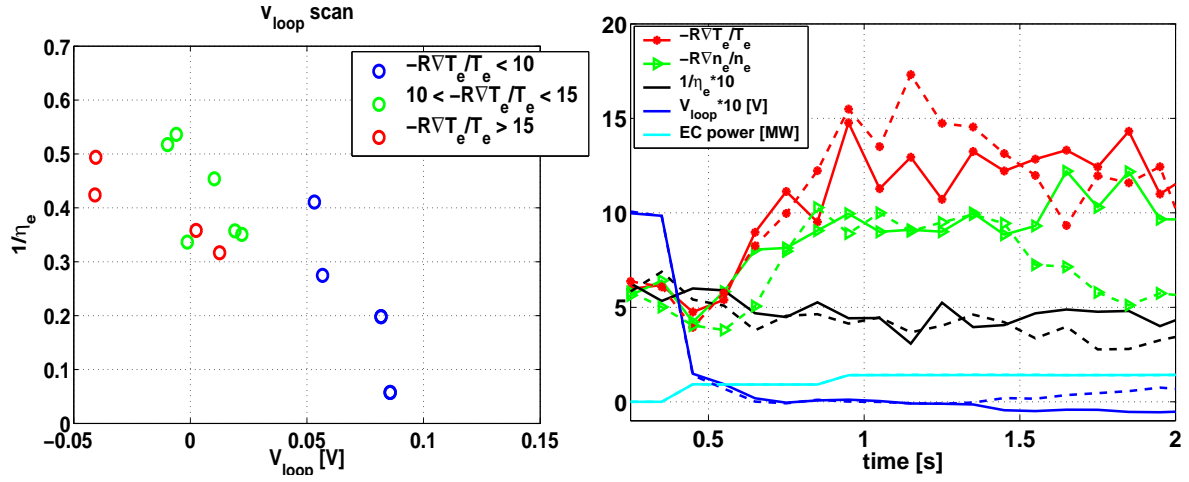 V_loop scan
0.7
0.6
0.5
0.4
0.3
0.2
0.1
0
1/η_e
−R∇T_e/T_e < 10
10 < −R∇T_e/T_e < 15
−R∇T_e/T_e > 15
−0.05 0 0.05 0.1 0.15
V_loop [V]
20
15
10
5
0
−R∇T_e/T_e
−R∇n_e/n_e
1/η_e*10
V_loop*10 [V]
EC power [MW]
0.5 1 1.5 2
time [s]